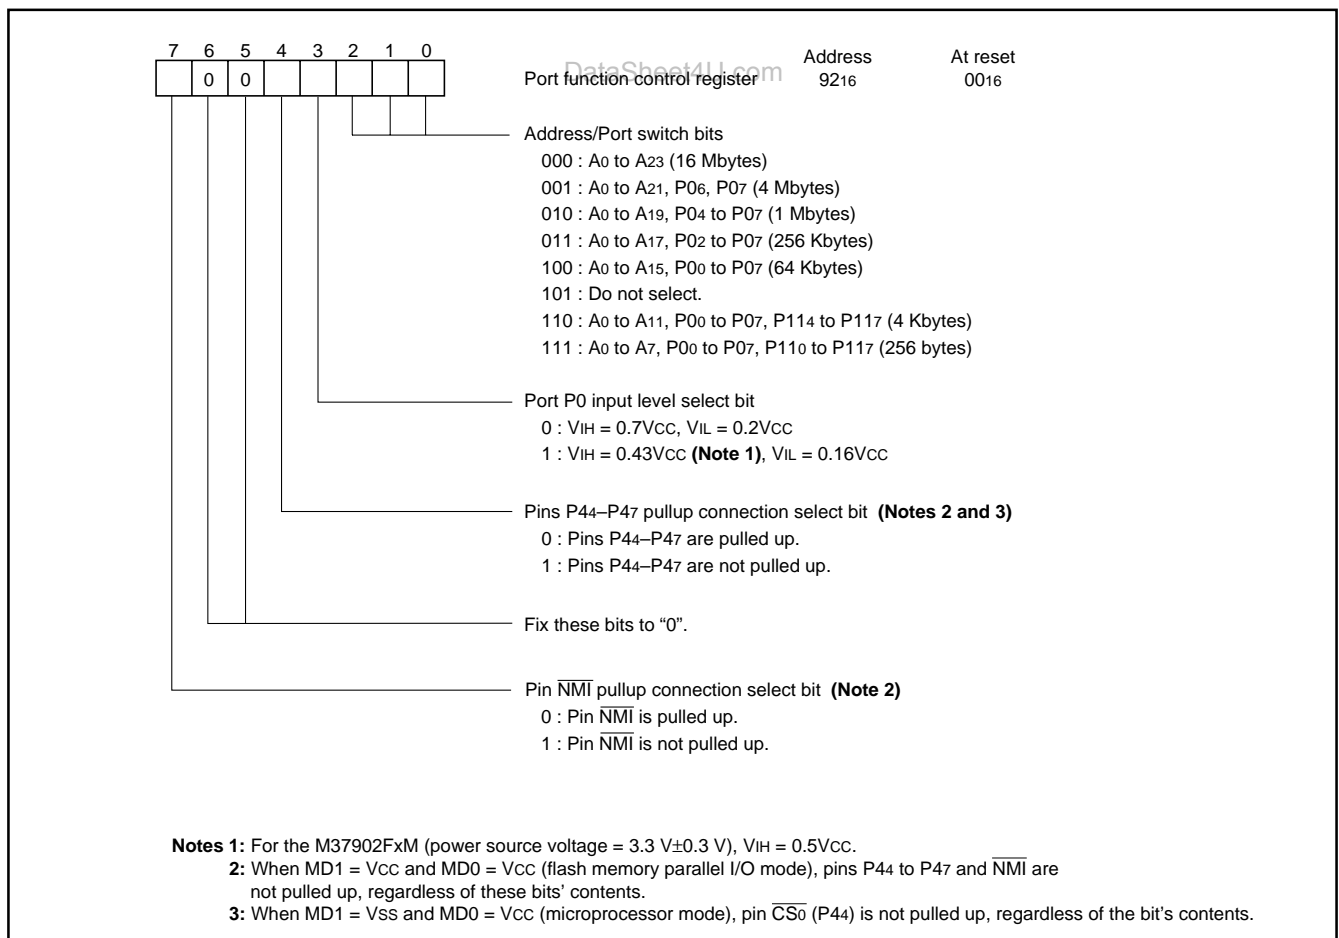 7 6 5 4 3 2 1 0
0 0
Port function control register
DataSheet4U.com
Address
9216
At reset
0016
Address/Port switch bits
000 : A0 to A23 (16 Mbytes)
001 : A0 to A21, P06, P07 (4 Mbytes)
010 : A0 to A19, P04 to P07 (1 Mbytes)
011 : A0 to A17, P02 to P07 (256 Kbytes)
100 : A0 to A15, P00 to P07 (64 Kbytes)
101 : Do not select.
110 : A0 to A11, P00 to P07, P114 to P117 (4 Kbytes)
111 : A0 to A7, P00 to P07, P110 to P117 (256 bytes)
Port P0 input level select bit
0 : VIH = 0.7VCC, VIL = 0.2VCC
1 : VIH = 0.43VCC (Note 1), VIL = 0.16VCC
Pins P44–P47 pullup connection select bit (Notes 2 and 3)
0 : Pins P44–P47 are pulled up.
1 : Pins P44–P47 are not pulled up.
Fix these bits to “0”.
Pin NMI pullup connection select bit (Note 2)
0 : Pin NMI is pulled up.
1 : Pin NMI is not pulled up.
Notes 1: For the M37902FxM (power source voltage = 3.3 V±0.3 V), VIH = 0.5VCC.
2: When MD1 = VCC and MD0 = VCC (flash memory parallel I/O mode), pins P44 to P47 and NMI are
not pulled up, regardless of these bits’ contents.
3: When MD1 = VSS and MD0 = VCC (microprocessor mode), pin CS0 (P44) is not pulled up, regardless of the bit’s contents.